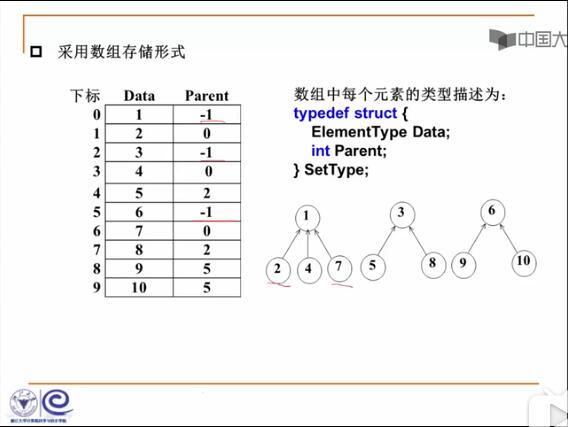 中国大
采用数组存储形式
下标 Data Parent
0 1 -1
1 2 0
2 3 -1
3 4 0
4 5 2
5 6 -1
6 7 0
7 8 2
8 9 5
9 10 5
数组中每个元素的类型描述为:
typedef struct {
ElementType Data;
int Parent;
} SetType;
1
2 4 7
3
5 8
6
9 10